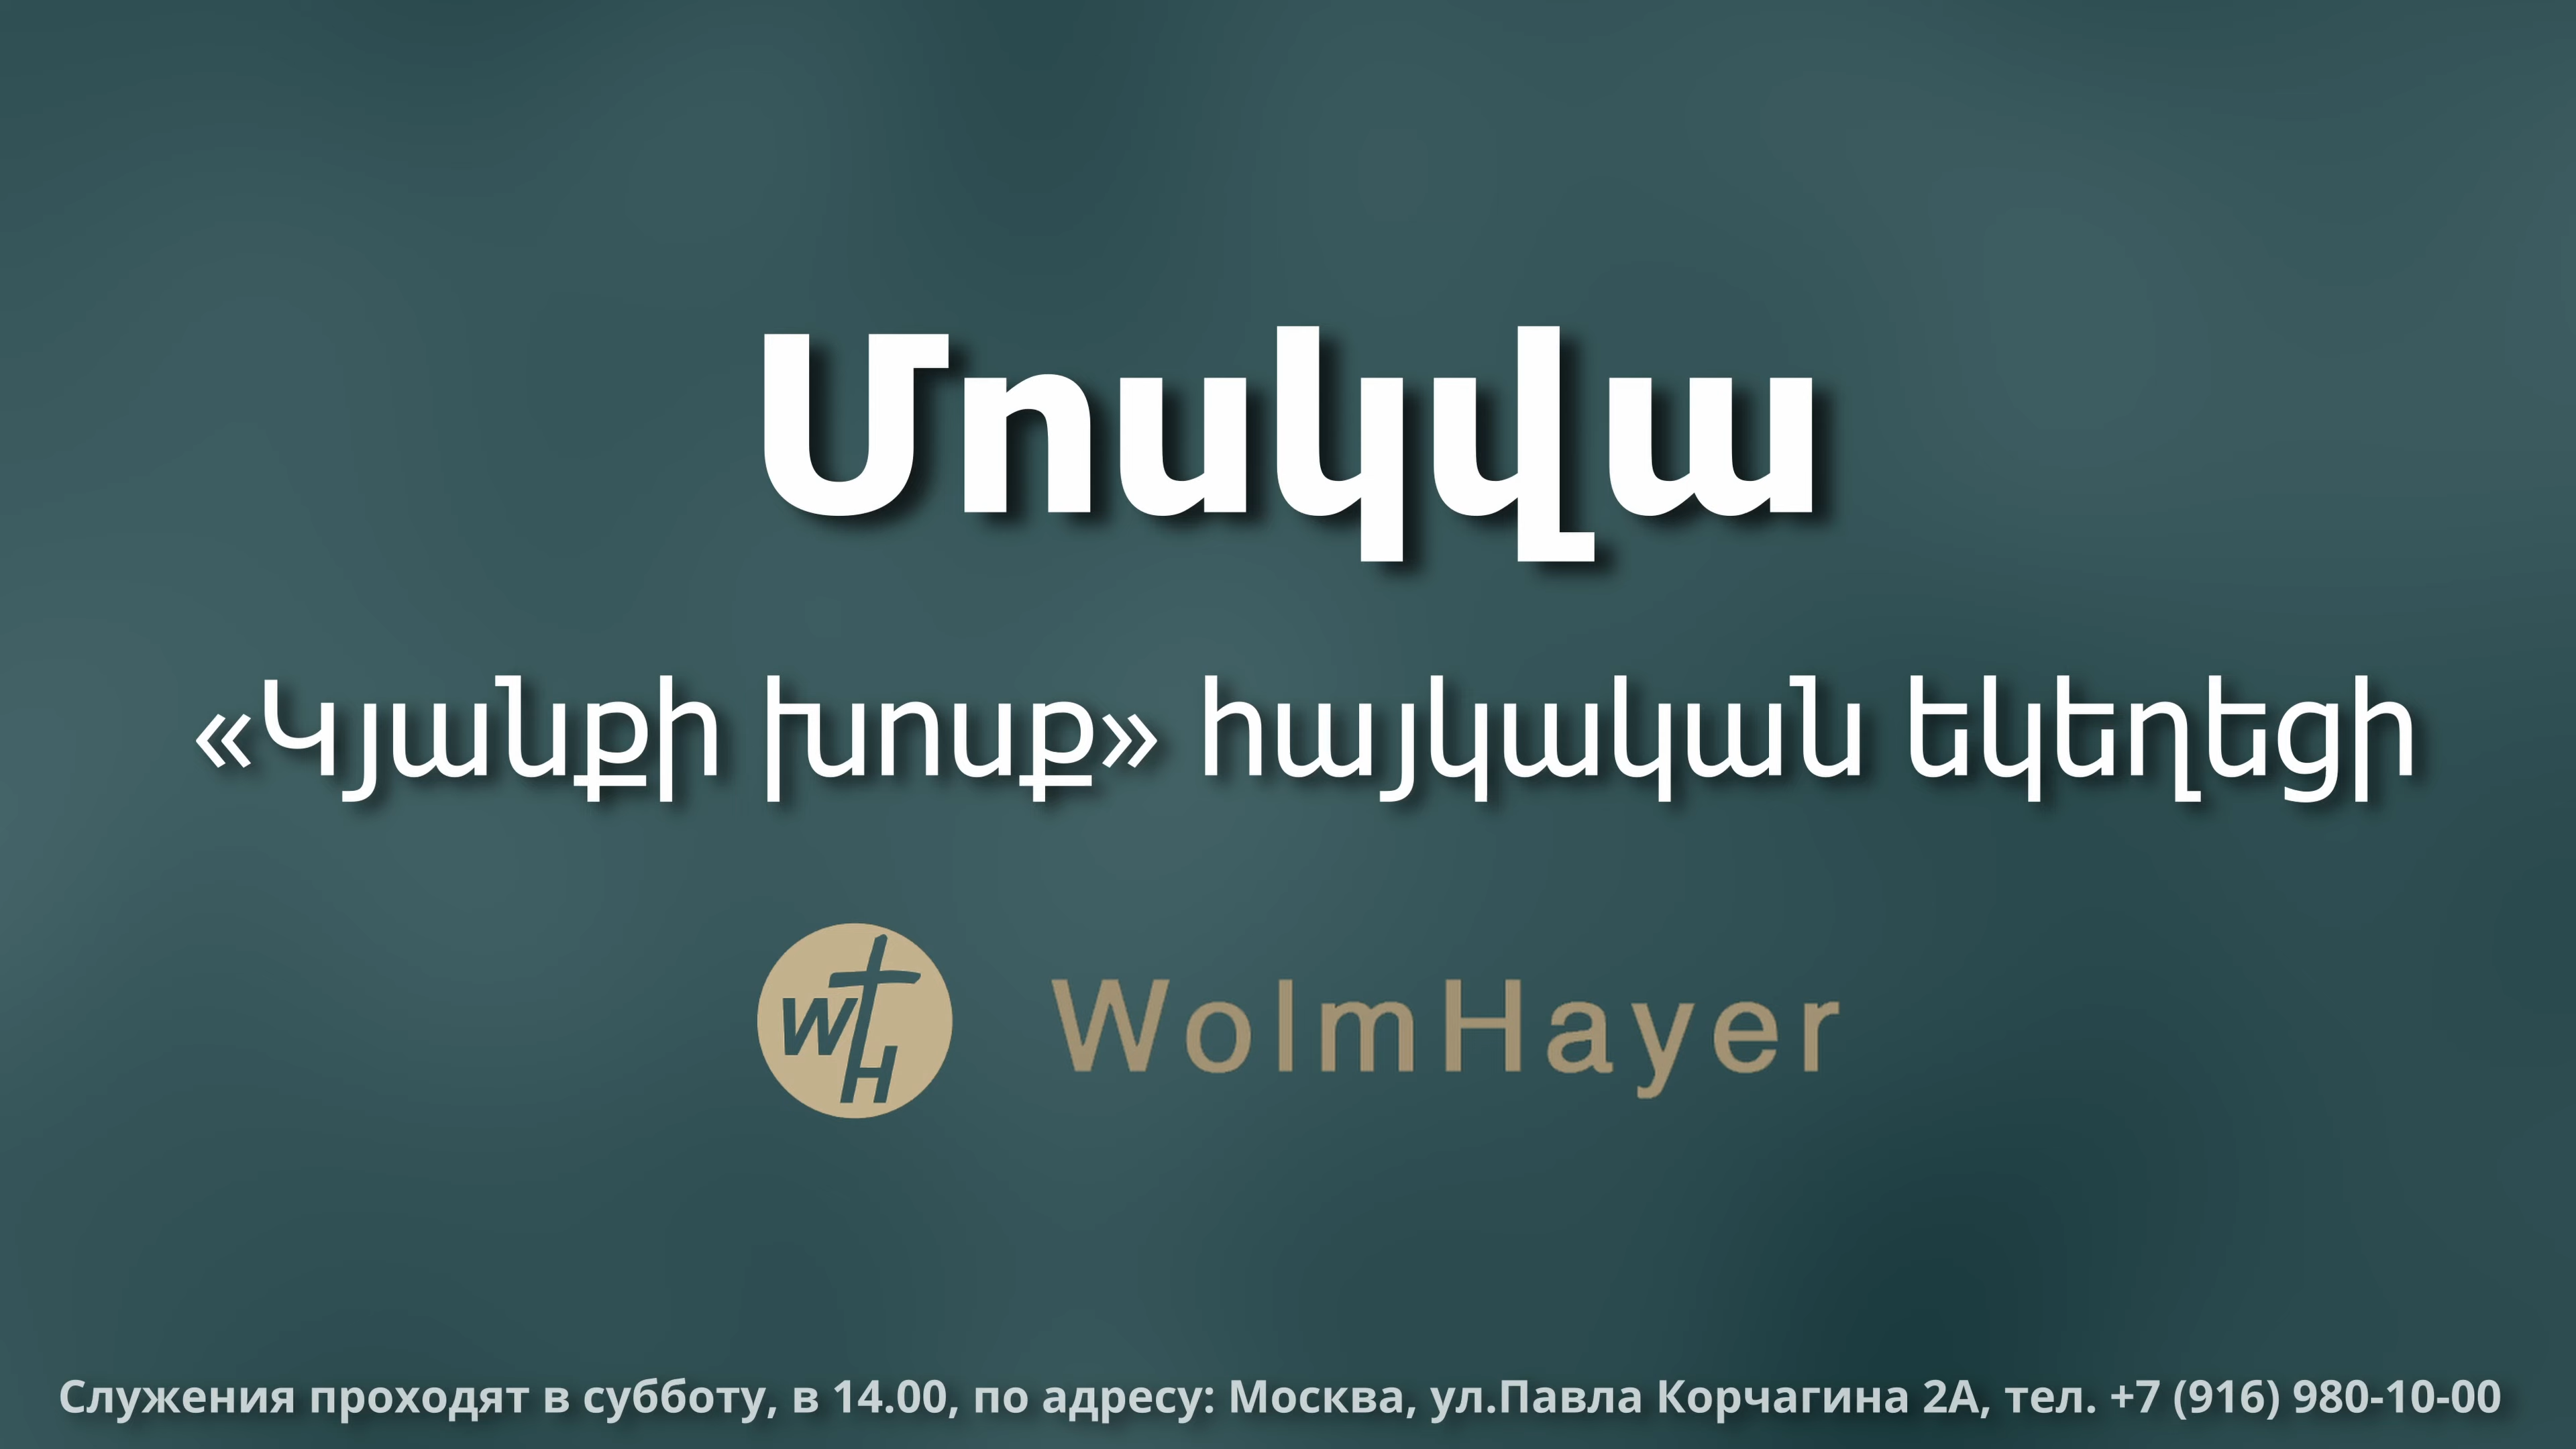 Մոսկվա
«Կյանքի խոսք» հայկական եկեղեցի
WH WolmHayer
Служения проходят в субботу, в 14.00, по адресу: Москва, ул.Павла Корчагина 2А, тел. +7 (916) 980-10-00